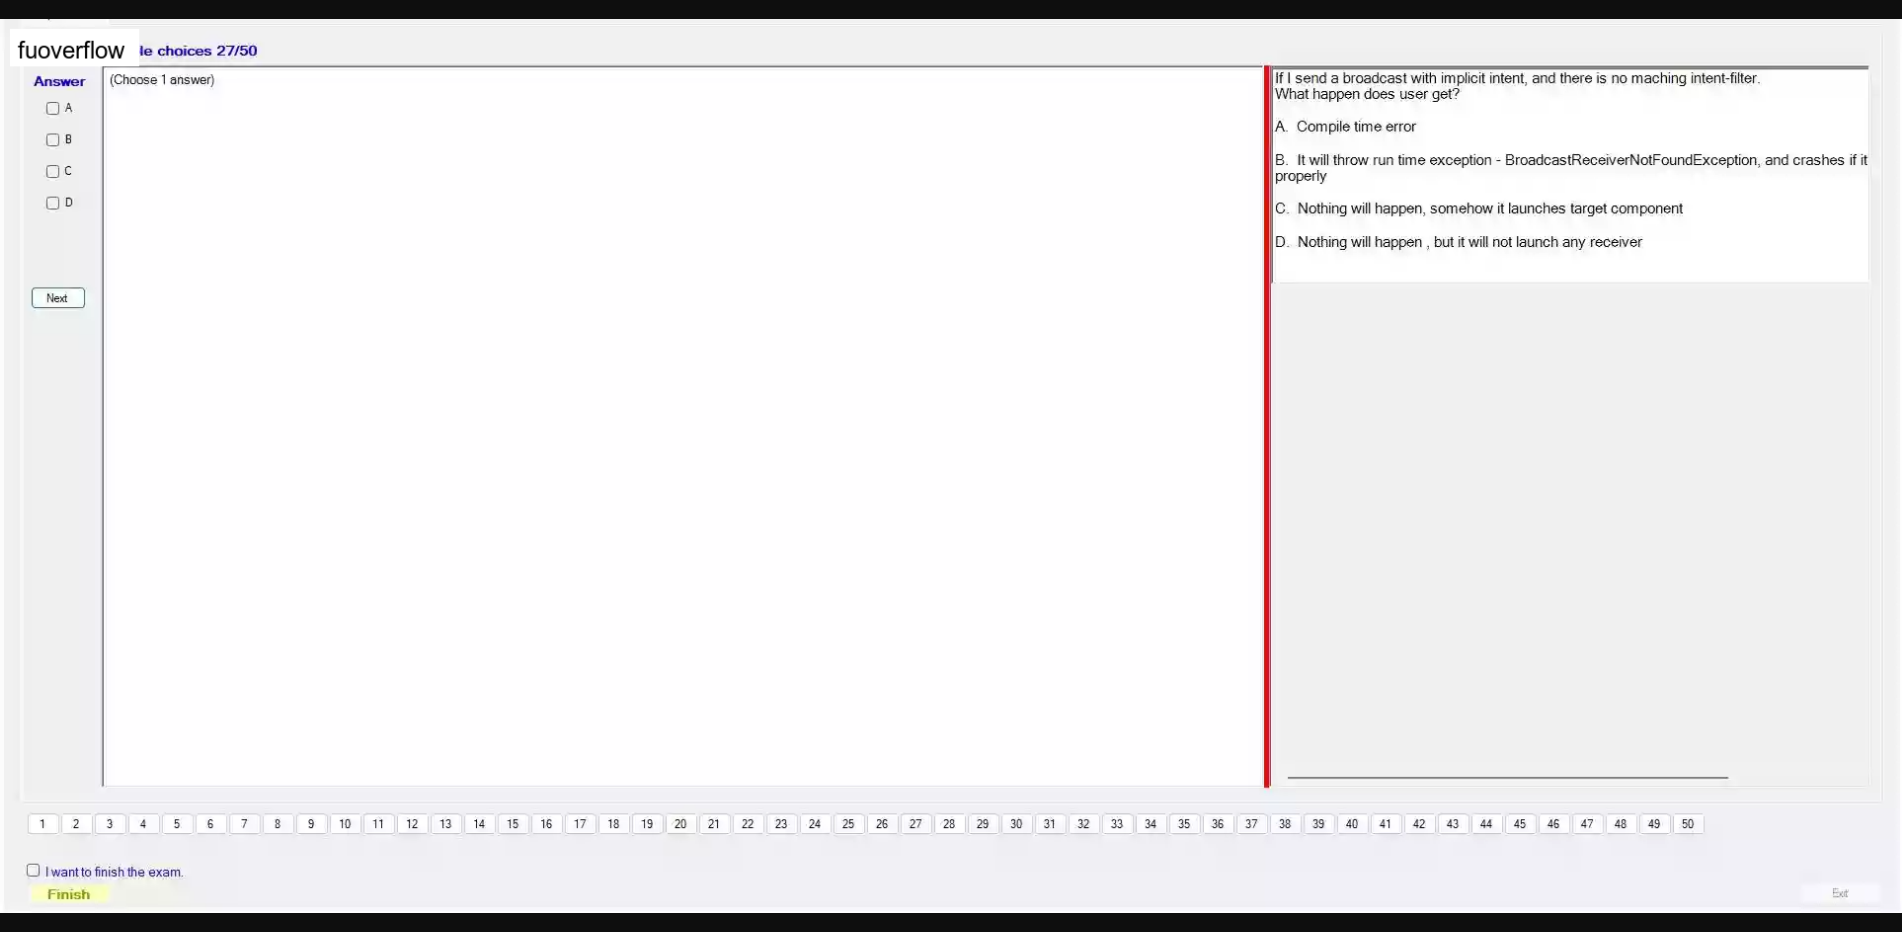 fuoverflow
le choices 27/50
Answer
(Choose 1 answer)
A
B
C
D
Next
If I send a broadcast with implicit intent, and there is no maching intent-filter.
What happen does user get?
A. Compile time error
B. It will throw run time exception - BroadcastReceiverNotFoundException, and crashes if it
properly
C. Nothing will happen, somehow it launches target component
D. Nothing will happen , but it will not launch any receiver
1 2 3 4 5 6 7 8 9 10 11 12 13 14 15 16 17 18 19 20 21 22 23 24 25 26 27 28 29 30 31 32 33 34 35 36 37 38 39 40 41 42 43 44 45 46 47 48 49 50
I want to finish the exam.
Finish
Exit